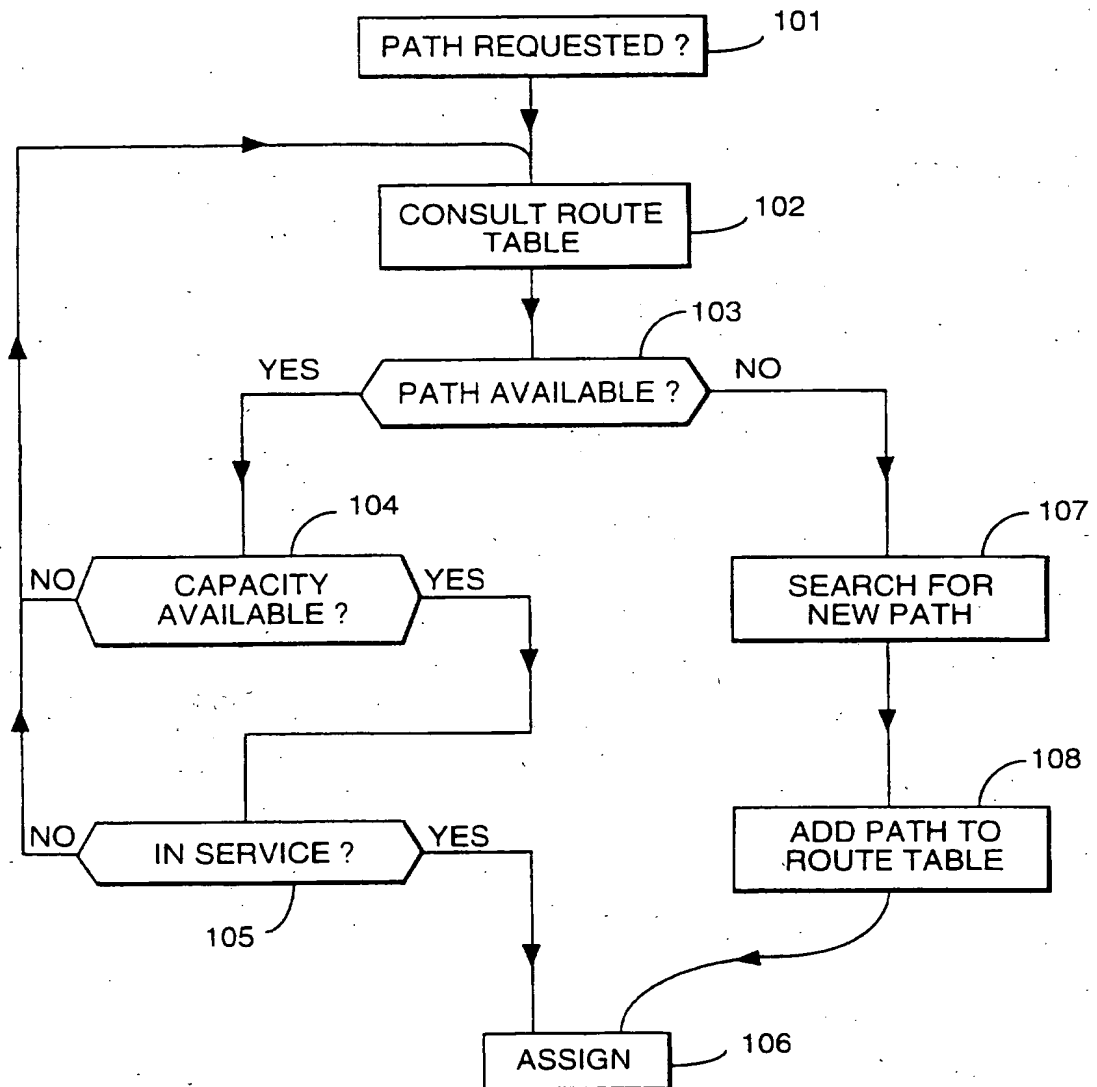 PATH REQUESTED ?
101
CONSULT ROUTE
TABLE
102
103
YES
PATH AVAILABLE ?
NO
104
107
NO
CAPACITY
AVAILABLE ?
YES
SEARCH FOR
NEW PATH
108
NO
IN SERVICE ?
YES
ADD PATH TO
ROUTE TABLE
105
ASSIGN
106